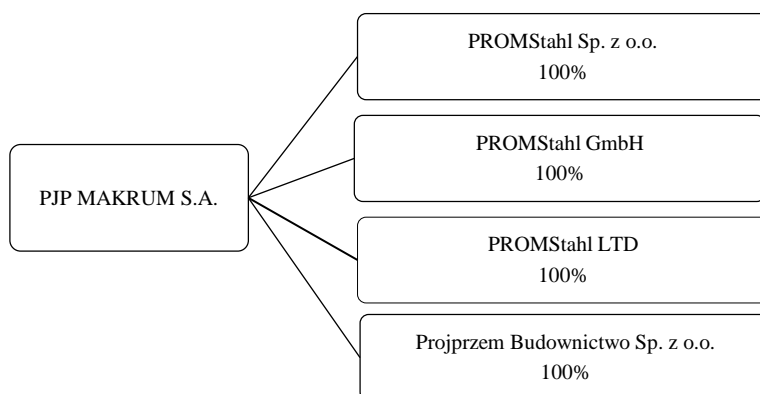 PROMStahl Sp. z o.o.
100%
PROMStahl GmbH
100%
PJP MAKRUM S.A.
PROMStahl LTD
100%
Projprzem Budownictwo Sp. z o.o.
100%